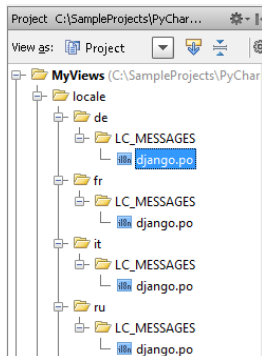 Project C:\SampleProjects\PyChar...
View as: Project
MyViews (C:\SampleProjects\PyChar
locale
de
LC_MESSAGES
django.po
fr
LC_MESSAGES
django.po
it
LC_MESSAGES
django.po
ru
LC_MESSAGES
django.po